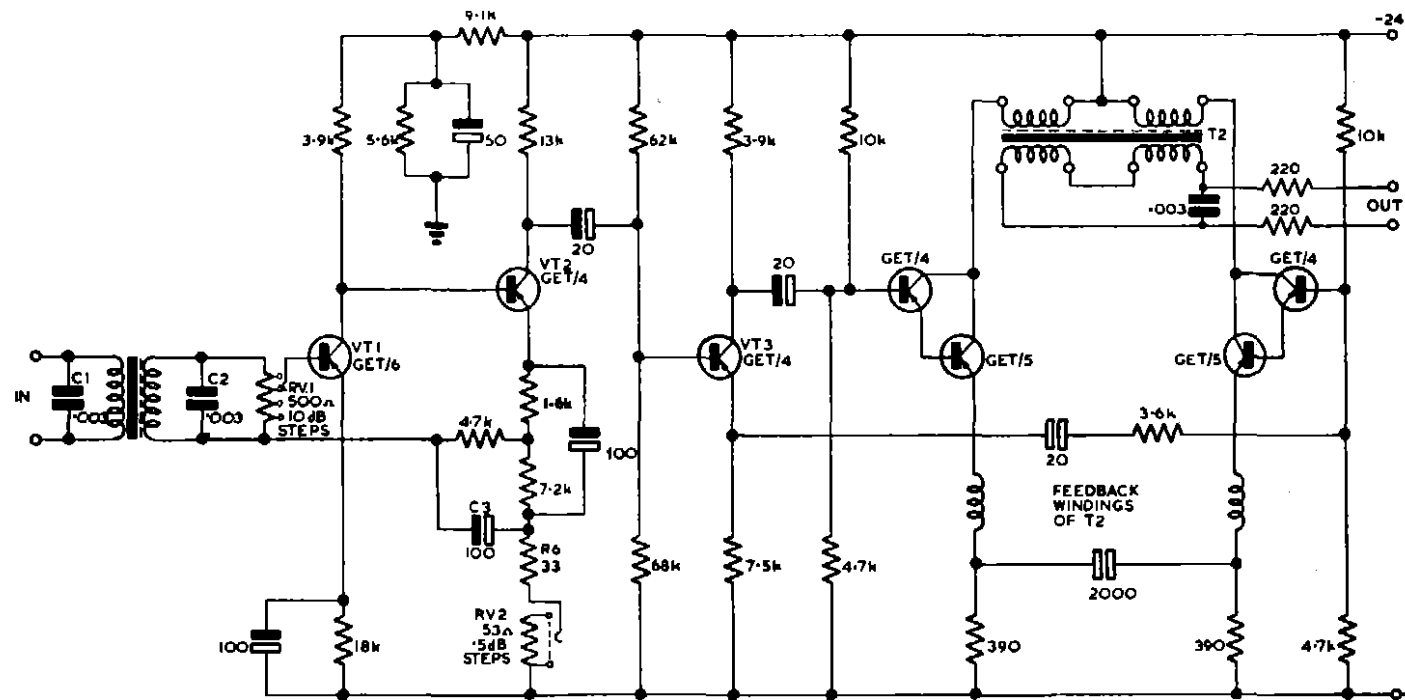 9·1k
-24
3·9k
5·6k
50
13k
62k
3·9k
10k
T2
10k
220
·003
OUT
220
20
VT2
GET/4
20
GET/4
GET/4
VT1
GET/6
VT3
GET/4
GET/5
GET/5
IN
C1
·003
C2
·003
RV.1
500Ω
10dB
STEPS
4·7k
1·6k
100
3·6k
20
7·2k
FEEDBACK
WINDINGS
OF T2
C3
100
R6
33
68k
7·5k
4·7k
2000
RV2
53Ω
·5dB
STEPS
100
18k
390
390
4·7k